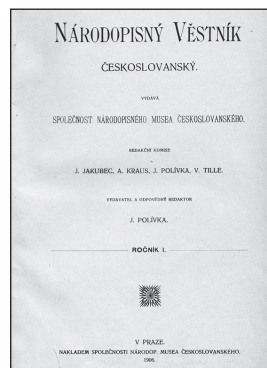 NÁRODOPISNÝ VĚSTNÍK
ČESKOSLOVANSKÝ.
VYDÁVÁ
SPOLEČNOST NÁRODOPISNÉHO MUSEA ČESKOSLOVANSKÉHO.
REDAKČNÍ KOMISE
J. JAKUBEC, A. KRAUS, J. POLÍVKA, V. TILLE.
VYDAVATEL A ODPOVĚDNÝ REDAKTOR
J. POLÍVKA.
ROČNÍK I.
V PRAZE.
NÁKLADEM SPOLEČNOSTI NÁRODOP. MUSEA ČESKOSLOVANSKÉHO.
1906.